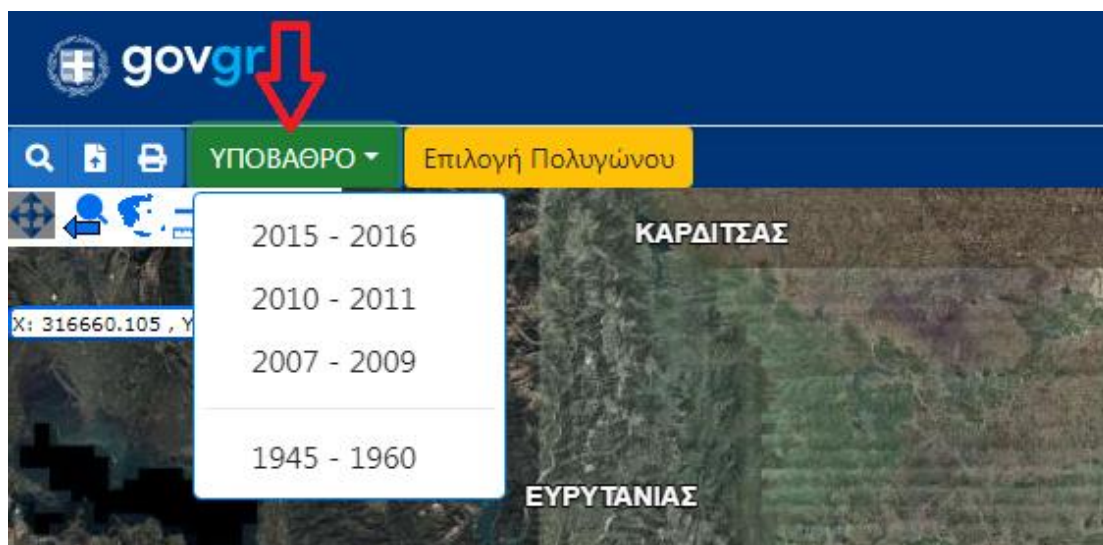 govgr
ΥΠΟΒΑΘΡΟ
Επιλογή Πολυγώνου
2015 - 2016
ΚΑΡΔΙΤΣΑΣ
2010 - 2011
X: 316660.105 , Y
2007 - 2009
1945 - 1960
ΕΥΡΥΤΑΝΙΑΣ